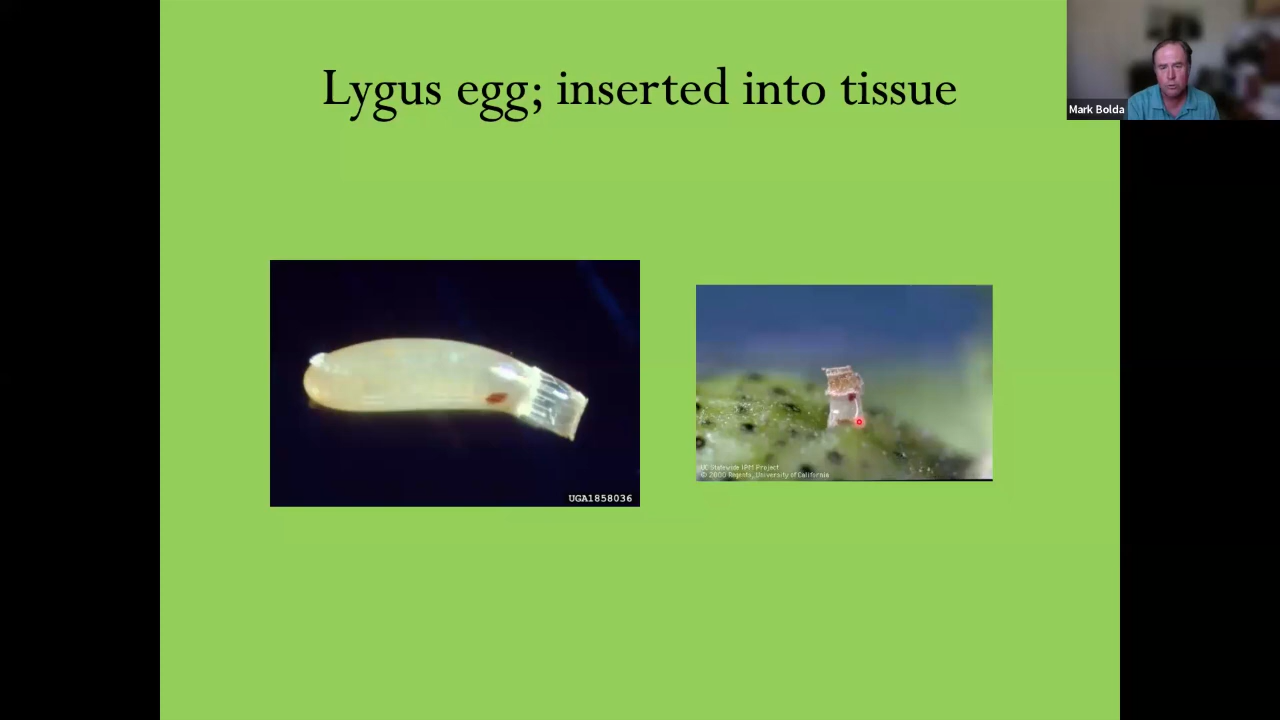 Lygus egg; inserted into tissue
Mark Bolda
UGA1858036
UC Statewide IPM Project
© 2000 Regents, University of California